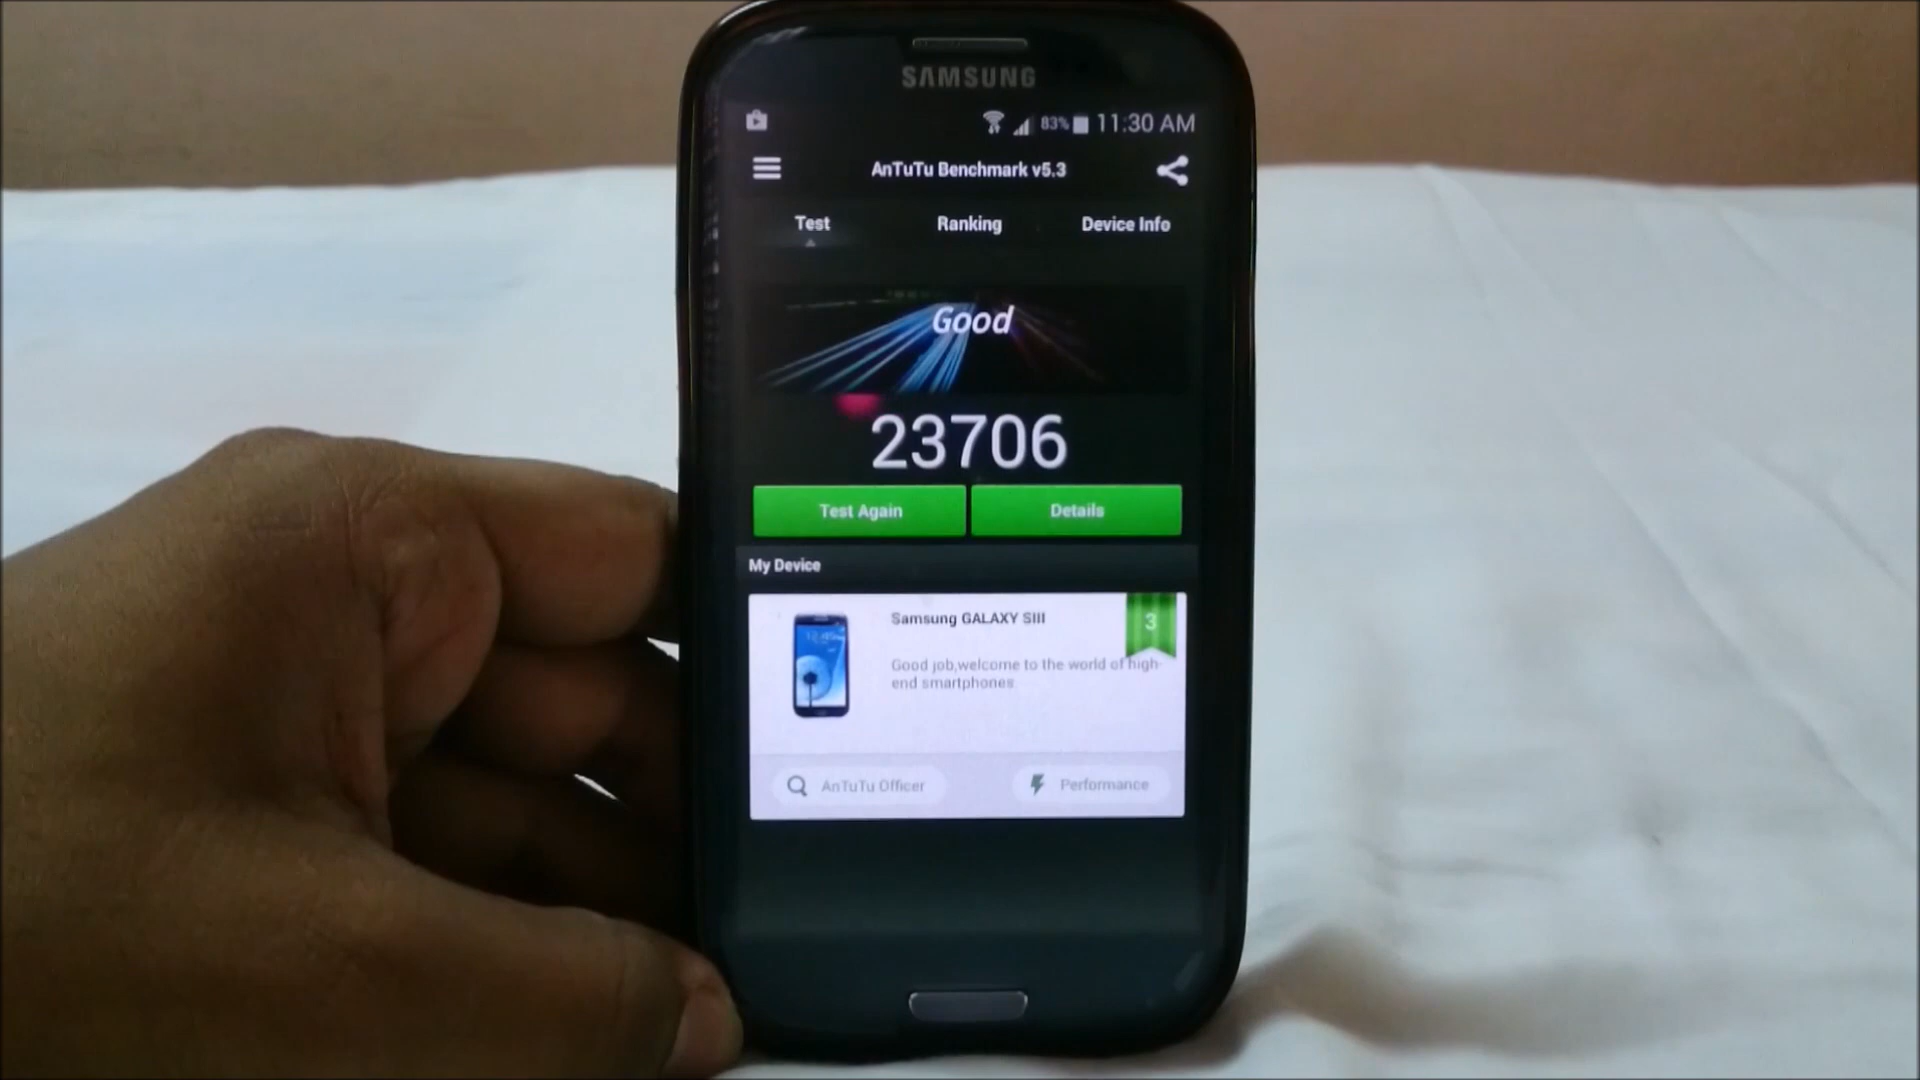 SAMSUNG
83% 11:30 AM
AnTuTu Benchmark v5.3
Test Ranking Device Info
Good
23706
Test Again Details
My Device
Samsung GALAXY SIII
3
Good job,welcome to the world of high-
end smartphones
AnTuTu Officer Performance